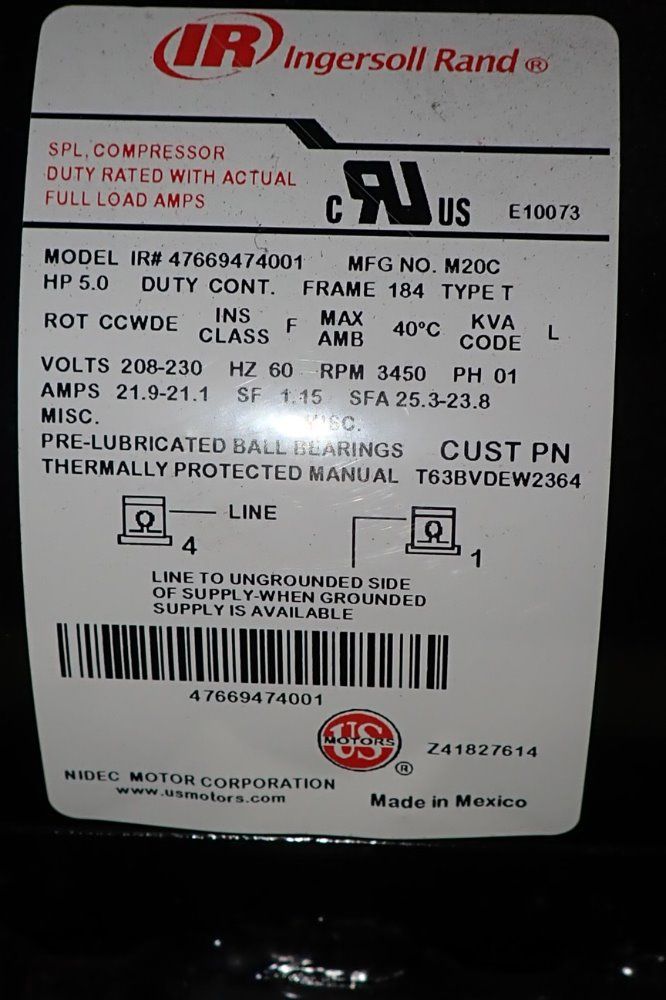 IR Ingersoll Rand ®
SPL, COMPRESSOR
DUTY RATED WITH ACTUAL
FULL LOAD AMPS
C RU US E10073
MODEL IR# 47669474001 MFG NO. M20C
HP 5.0 DUTY CONT. FRAME 184 TYPE T
ROT CCWDE INS CLASS F MAX AMB 40°C KVA CODE L
VOLTS 208-230 HZ 60 RPM 3450 PH 01
AMPS 21.9-21.1 SF 1.15 SFA 25.3-23.8
MISC. MISC.
PRE-LUBRICATED BALL BEARINGS CUST PN
THERMALLY PROTECTED MANUAL T63BVDEW2364
LINE
4
1
LINE TO UNGROUNDED SIDE
OF SUPPLY-WHEN GROUNDED
SUPPLY IS AVAILABLE
47669474001
US MOTORS ® Z41827614
NIDEC MOTOR CORPORATION
www.usmotors.com
Made in Mexico